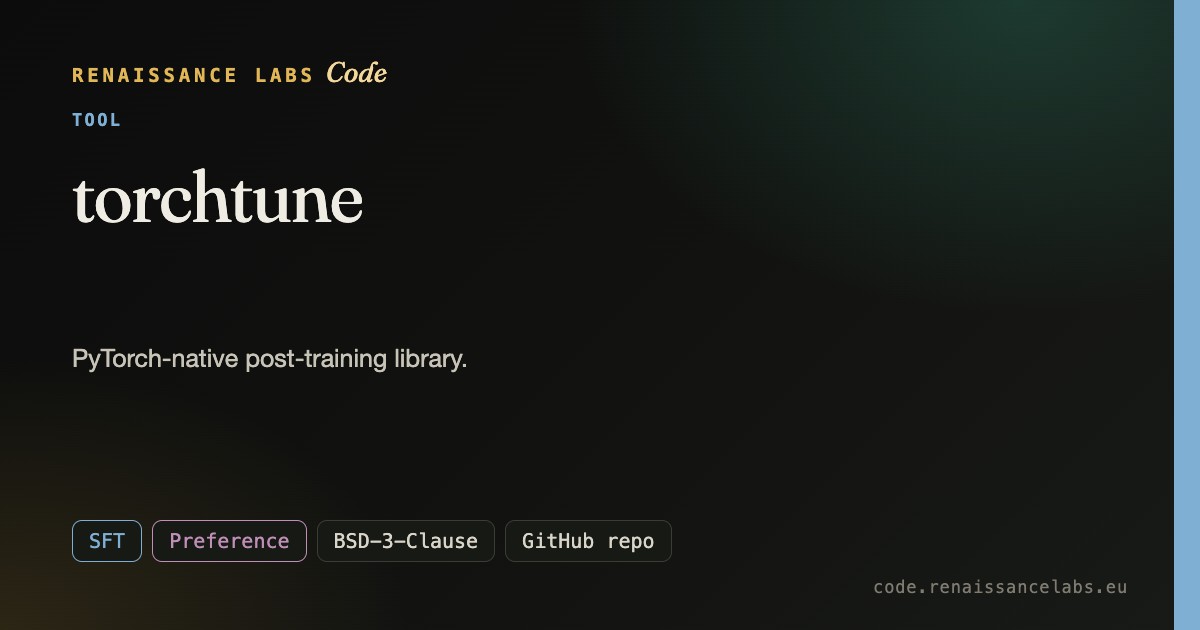 RENAISSANCE LABS Code
TOOL
torchtune
PyTorch-native post-training library.
SFT Preference BSD-3-Clause GitHub repo
code.renaissancelabs.eu